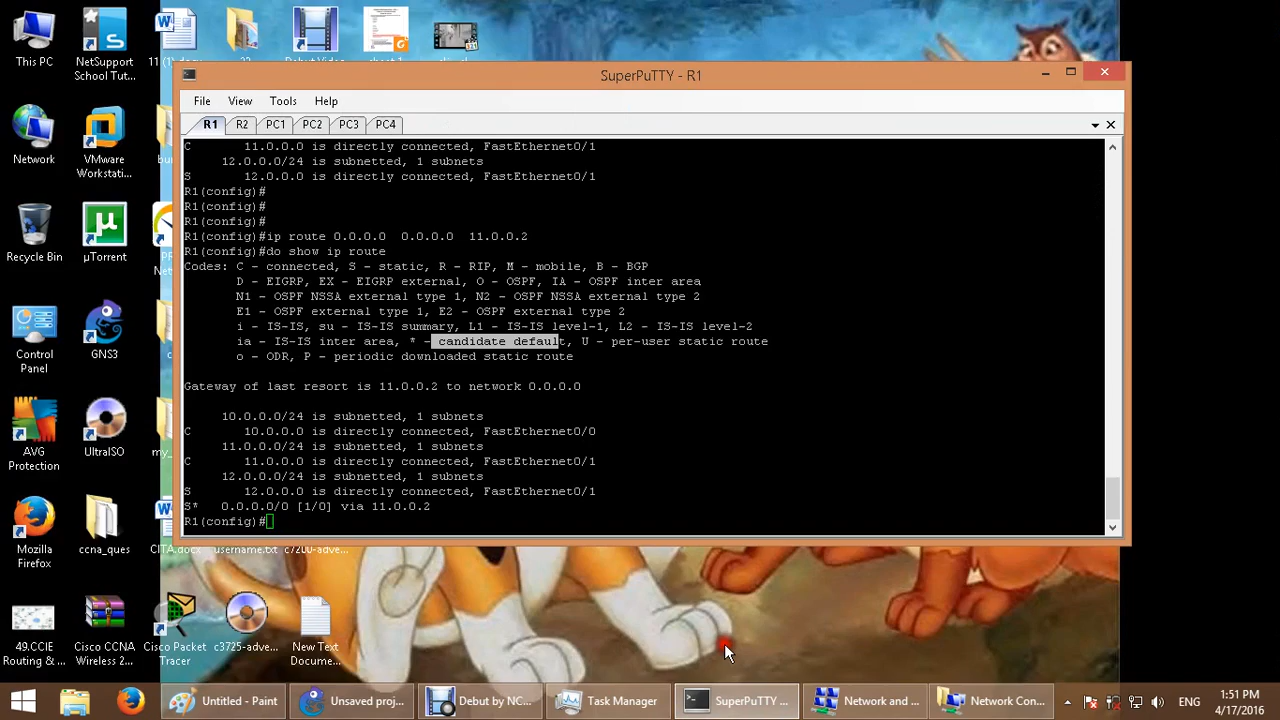 This PC
NetSupport
School Tut...
11 (1).docx
22
Debut Video
sheet 1
SuperPuTTY - R1
File View Tools Help
R1 R2 PC1 PC2 PC3 PC4
C 11.0.0.0 is directly connected, FastEthernet0/1
12.0.0.0/24 is subnetted, 1 subnets
S 12.0.0.0 is directly connected, FastEthernet0/1
R1(config)#
R1(config)#
R1(config)#
R1(config)#ip route 0.0.0.0 0.0.0.0 11.0.0.2
R1(config)#do show ip route
Codes: C - connected, S - static, R - RIP, M - mobile, B - BGP
D - EIGRP, EX - EIGRP external, O - OSPF, IA - OSPF inter area
N1 - OSPF NSSA external type 1, N2 - OSPF NSSA external type 2
E1 - OSPF external type 1, E2 - OSPF external type 2
i - IS-IS, su - IS-IS summary, L1 - IS-IS level-1, L2 - IS-IS level-2
ia - IS-IS inter area, * - candidate default, U - per-user static route
o - ODR, P - periodic downloaded static route
Gateway of last resort is 11.0.0.2 to network 0.0.0.0
10.0.0.0/24 is subnetted, 1 subnets
C 10.0.0.0 is directly connected, FastEthernet0/0
11.0.0.0/24 is subnetted, 1 subnets
C 11.0.0.0 is directly connected, FastEthernet0/1
12.0.0.0/24 is subnetted, 1 subnets
S 12.0.0.0 is directly connected, FastEthernet0/1
S* 0.0.0.0/0 [1/0] via 11.0.0.2
R1(config)#
Network
VMware
Workstati...
Recycle Bin
µTorrent
Control
Panel
GNS3
AVG
Protection
UltraISO
Mozilla
Firefox
ccna_ques
CITA.docx
username.txt
c7200-adve...
49.CCIE
Routing & ...
Cisco CCNA
Wireless 2...
Cisco Packet
Tracer
c3725-adve...
New Text
Docume...
Untitled - Paint
Unsaved proj...
Debut by NC...
Task Manager
SuperPuTTY ...
Network and ...
Network Con...
ENG
1:51 PM
4/17/2016